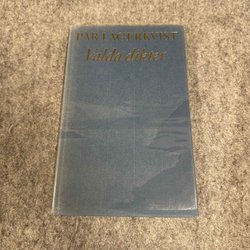 PÄR LAGERKVIST
Valda dikter